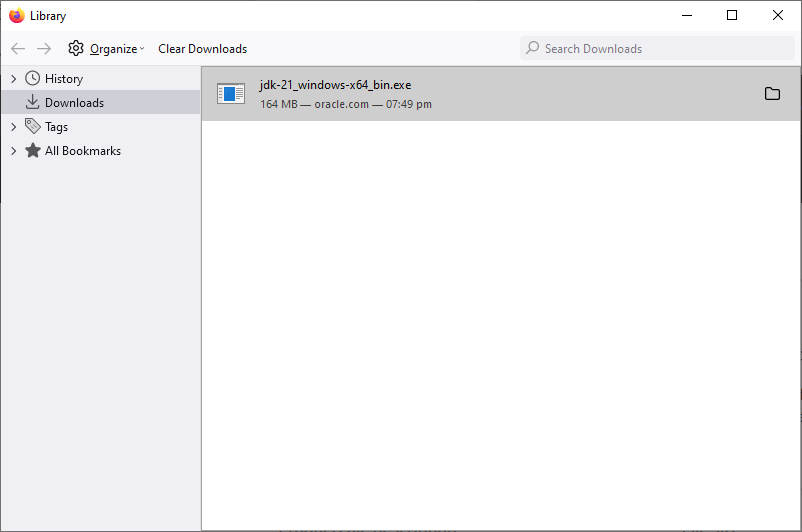 Library
Organize
Clear Downloads
Search Downloads
History
Downloads
Tags
All Bookmarks
jdk-21_windows-x64_bin.exe
164 MB — oracle.com — 07:49 pm